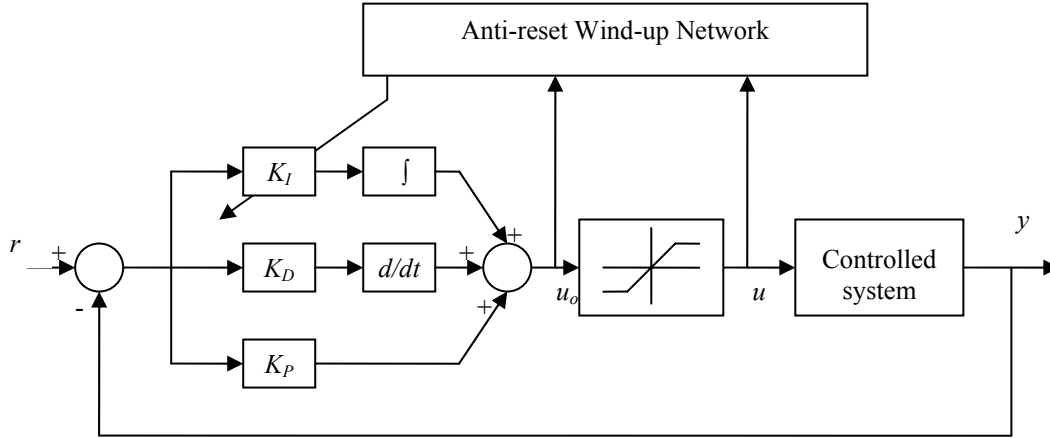 Anti-reset Wind-up Network
K_I
∫
r
+
-
K_D
d/dt
+
+
+
u_o
u
Controlled
system
y
K_P